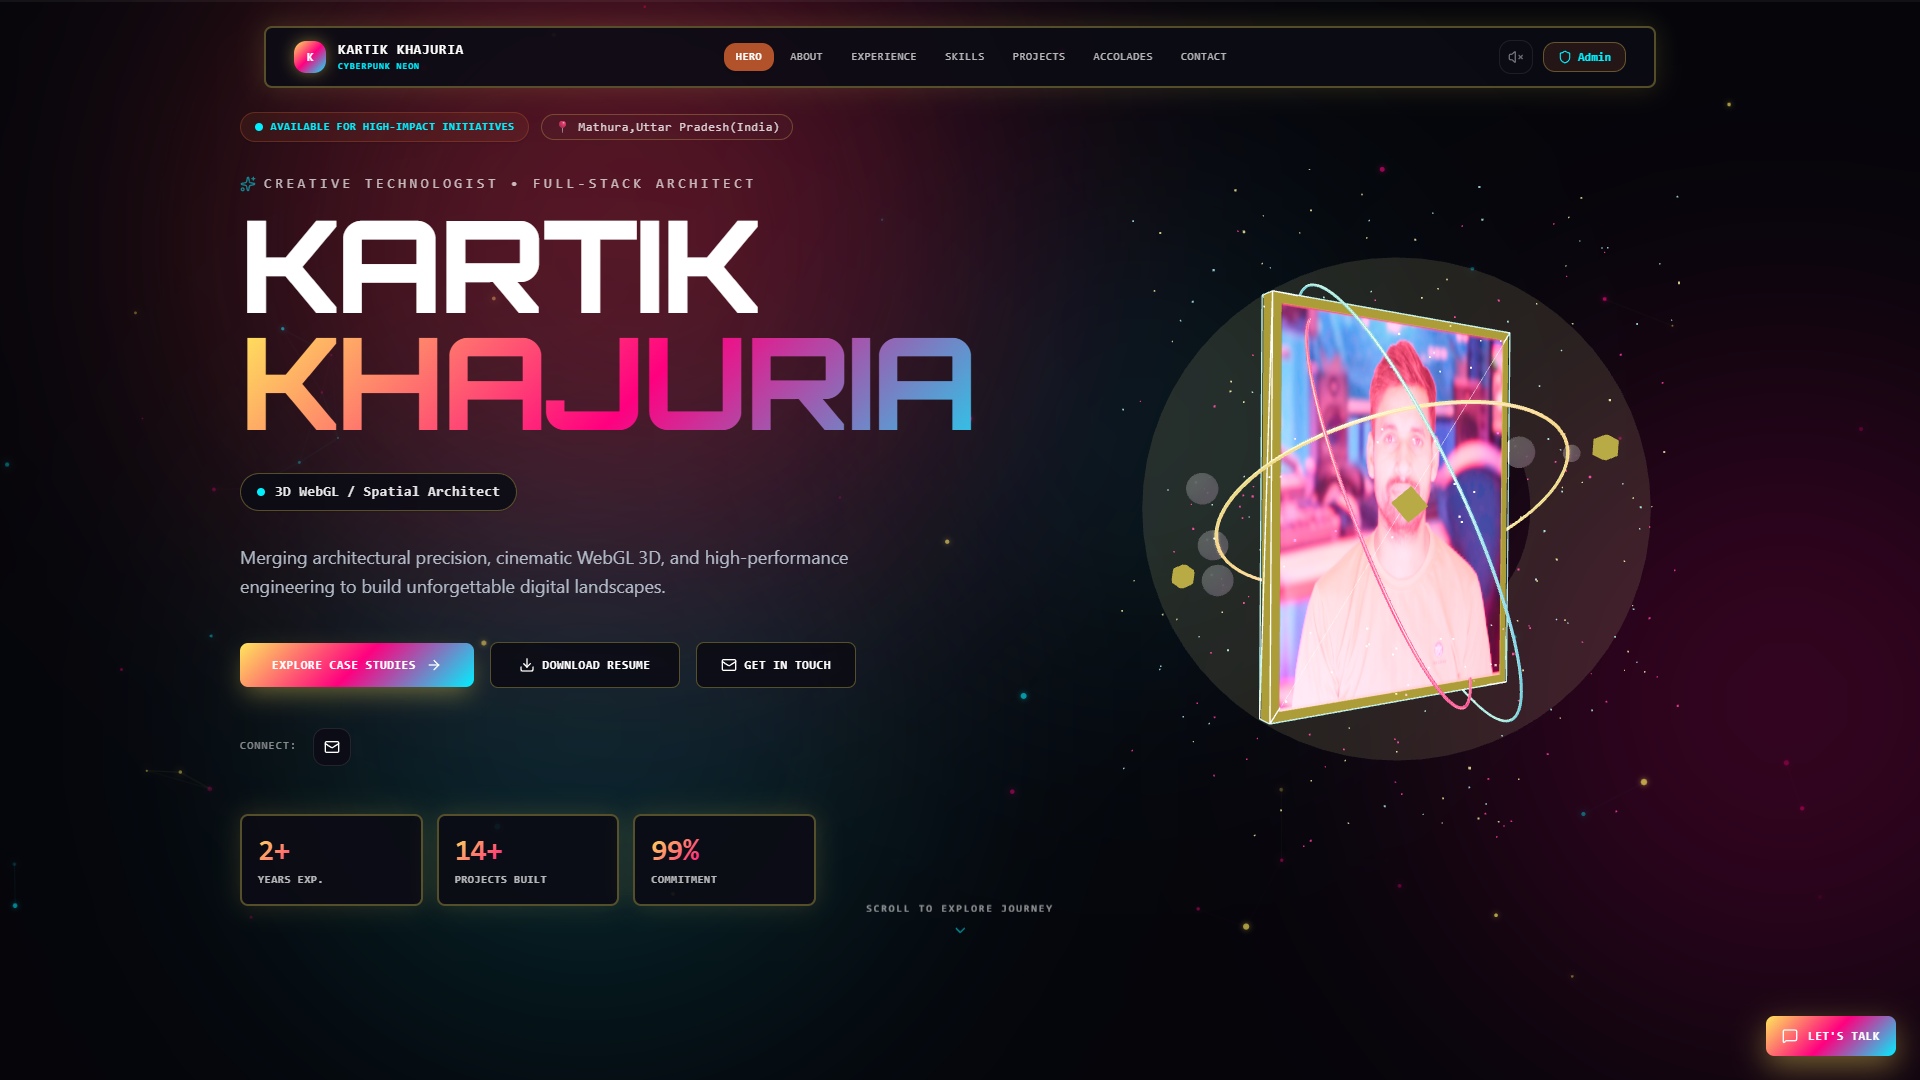 K
KARTIK KHAJURIA
CYBERPUNK NEON
HERO
ABOUT
EXPERIENCE
SKILLS
PROJECTS
ACCOLADES
CONTACT
Admin
AVAILABLE FOR HIGH-IMPACT INITIATIVES
Mathura,Uttar Pradesh(India)
CREATIVE TECHNOLOGIST • FULL-STACK ARCHITECT
KARTIK
KHAJURIA
3D WebGL / Spatial Architect
Merging architectural precision, cinematic WebGL 3D, and high-performance
engineering to build unforgettable digital landscapes.
EXPLORE CASE STUDIES
DOWNLOAD RESUME
GET IN TOUCH
CONNECT:
2+
YEARS EXP.
14+
PROJECTS BUILT
99%
COMMITMENT
SCROLL TO EXPLORE JOURNEY
LET'S TALK